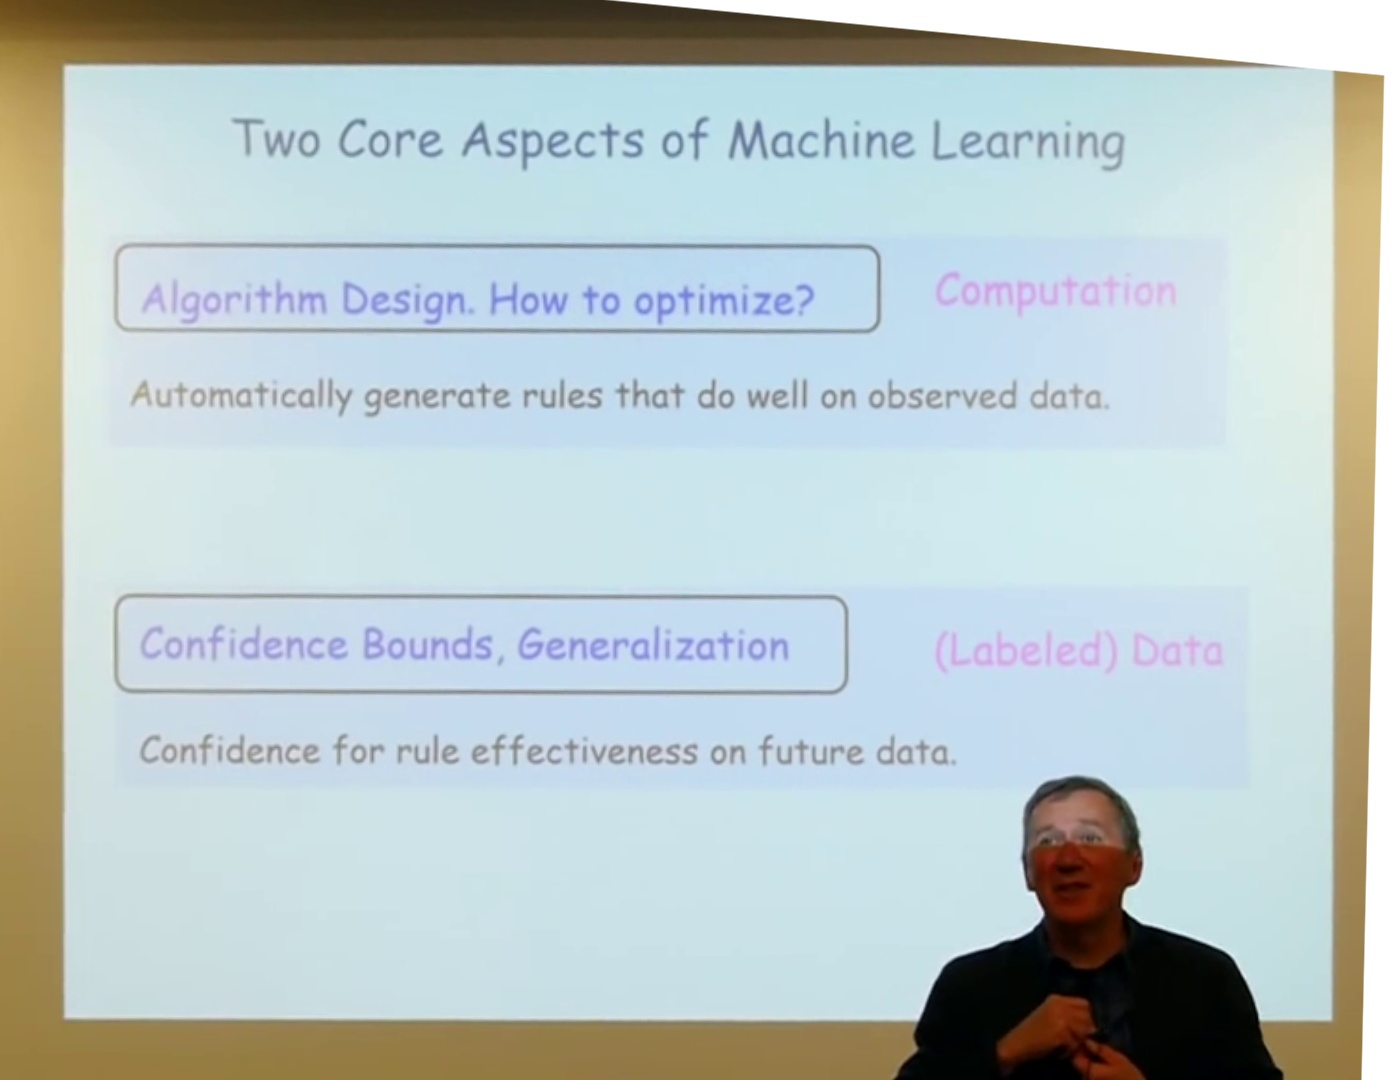 Two Core Aspects of Machine Learning
Algorithm Design. How to optimize? Computation
Automatically generate rules that do well on observed data.
Confidence Bounds, Generalization (Labeled) Data
Confidence for rule effectiveness on future data.